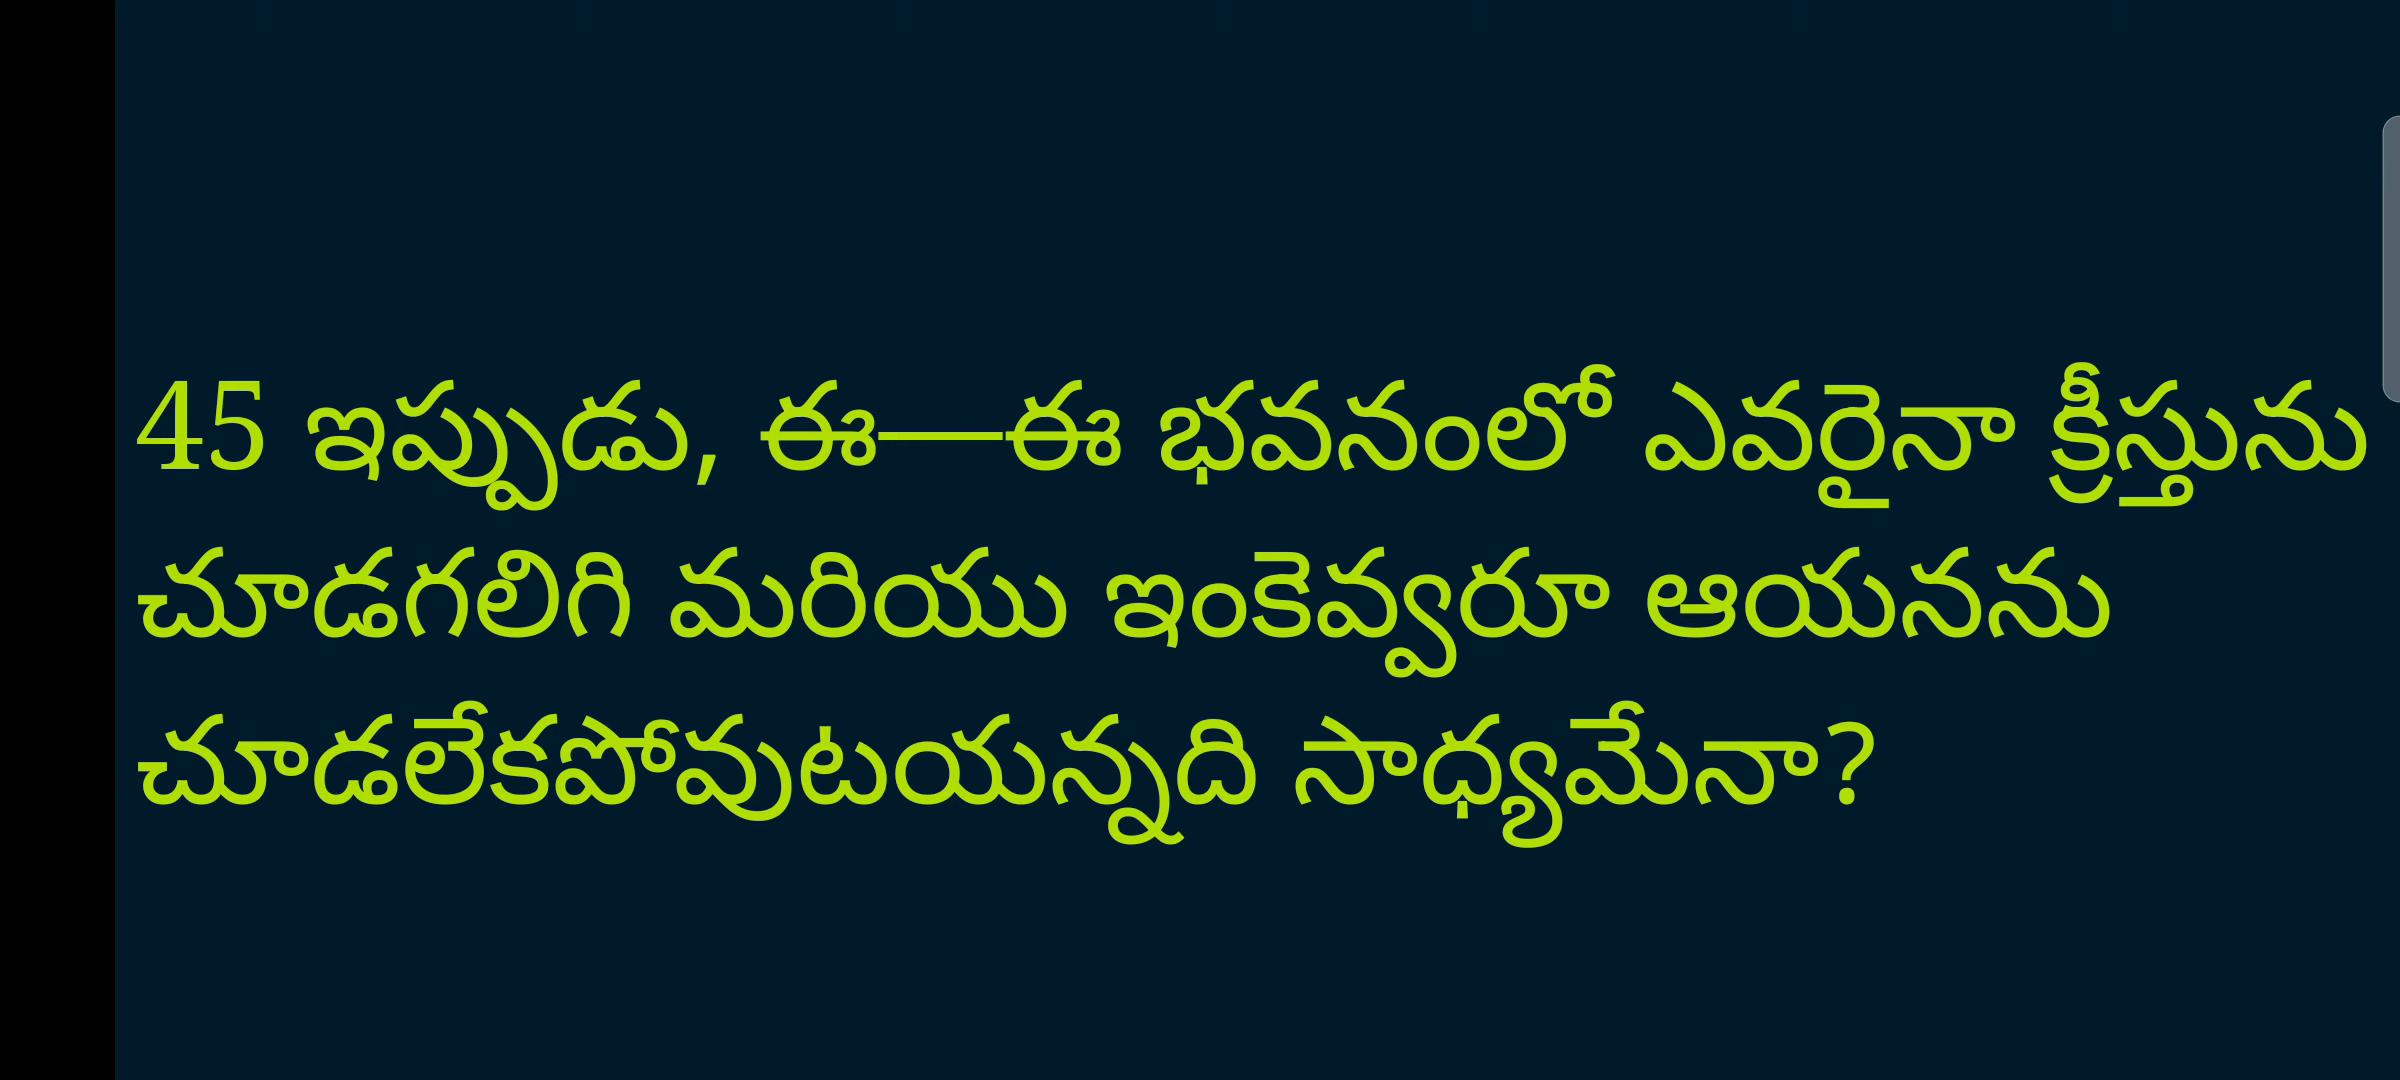 45 ఇప్పుడు, ఈ—ఈ భవనంలో ఎవరైనా క్రీస్తును
చూడగలిగి మరియు ఇంకెవ్వరూ ఆయనను
చూడలేకపోవుటయన్నది సాధ్యమేనా?